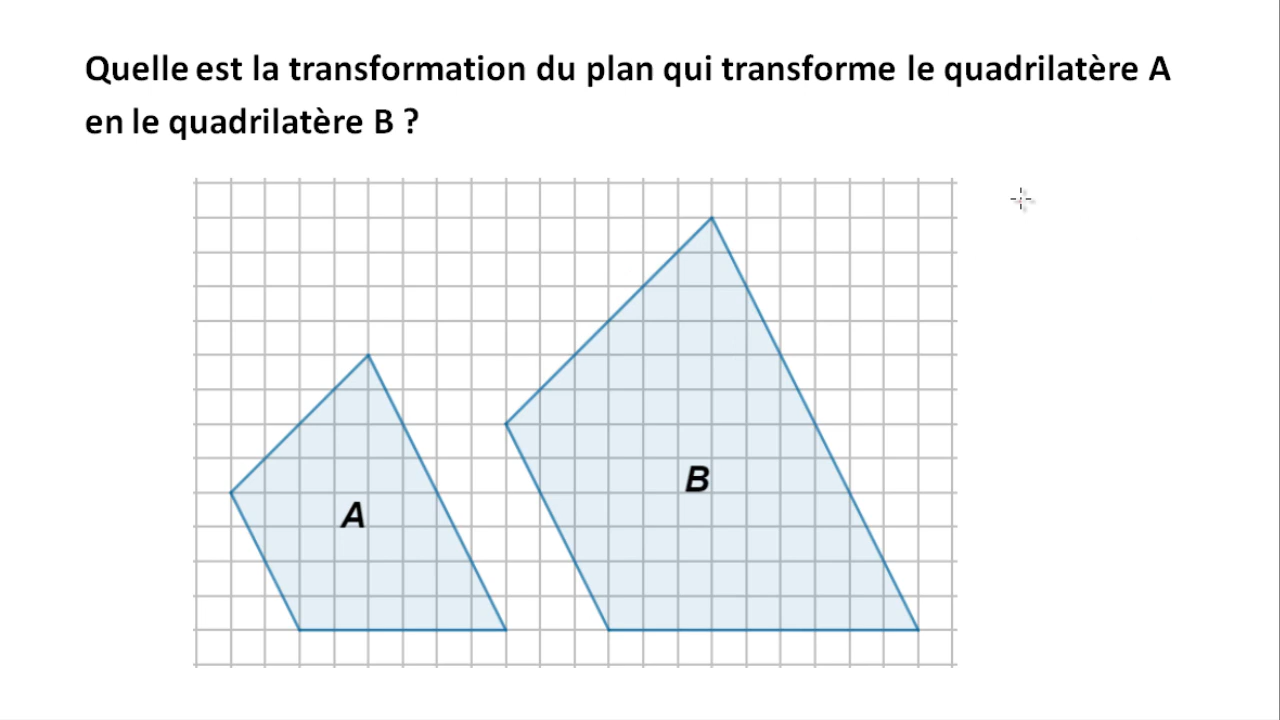 Quelle est la transformation du plan qui transforme le quadrilatère A
en le quadrilatère B ?
B
A